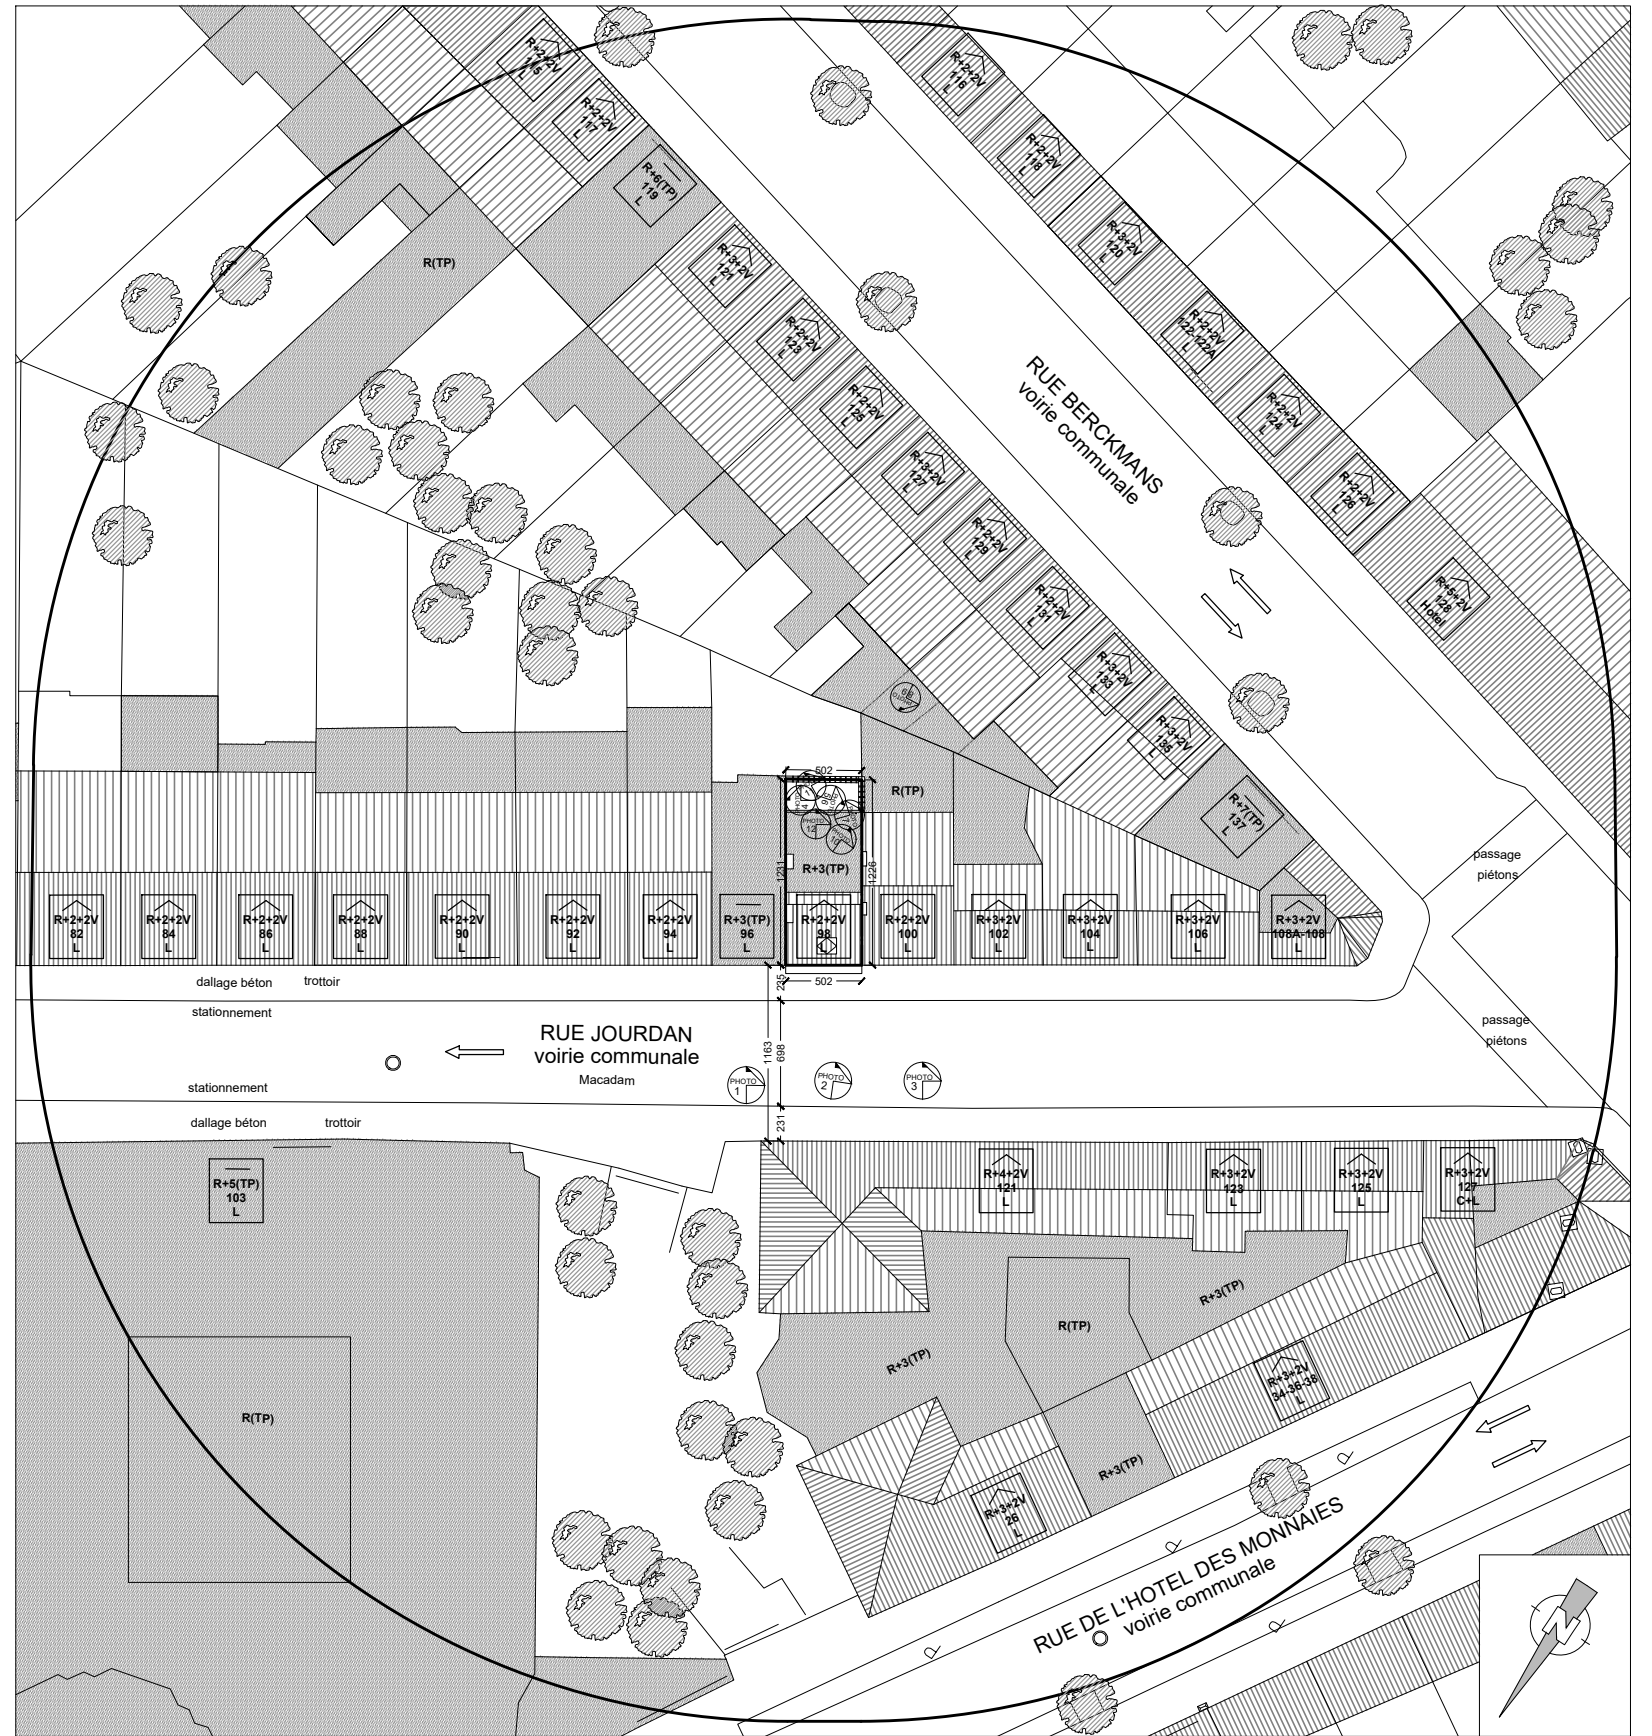 R+2+2V
115
L
R+2+2V
117
L
R+6(TP)
119
L
R(TP)
R+3+2V
121
L
R+2+2V
123
L
R+2+2V
125
L
R+3+2V
127
L
R+2+2V
129
L
R+2+2V
131
L
R+3+2V
133
L
R+3+2V
135
L
R+7(TP)
137
L
R+2+2V
116
L
R+2+2V
118
L
R+3+2V
120
L
R+2+2V
122-122A
L
R+2+2V
124
L
R+2+2V
126
L
R+5+2V
128
Hotel
RUE BERCKMANS
voirie communale
502
R(TP)
PHOTO
12
PHOTO
10
R+3(TP)
1231
1226
R+2+2V
82
L
R+2+2V
84
L
R+2+2V
86
L
R+2+2V
88
L
R+2+2V
90
L
R+2+2V
92
L
R+2+2V
94
L
R+3(TP)
96
L
R+2+2V
98
L
R+2+2V
100
L
R+3+2V
102
L
R+3+2V
104
L
R+3+2V
106
L
R+3+2V
108A-108
L
passage
piétons
passage
piétons
dallage béton
trottoir
502
235
stationnement
RUE JOURDAN
voirie communale
Macadam
1163
698
PHOTO
1
PHOTO
2
PHOTO
3
stationnement
dallage béton
trottoir
231
R+5(TP)
103
L
R(TP)
R+4+2V
121
L
R+3+2V
123
L
R+3+2V
125
L
R+3+2V
127
C+L
R+3(TP)
R(TP)
R+3(TP)
R+3+2V
34-36-38
L
R+3(TP)
R+3+2V
26
L
RUE DE L'HOTEL DES MONNAIES
voirie communale
P
P
P
P
N